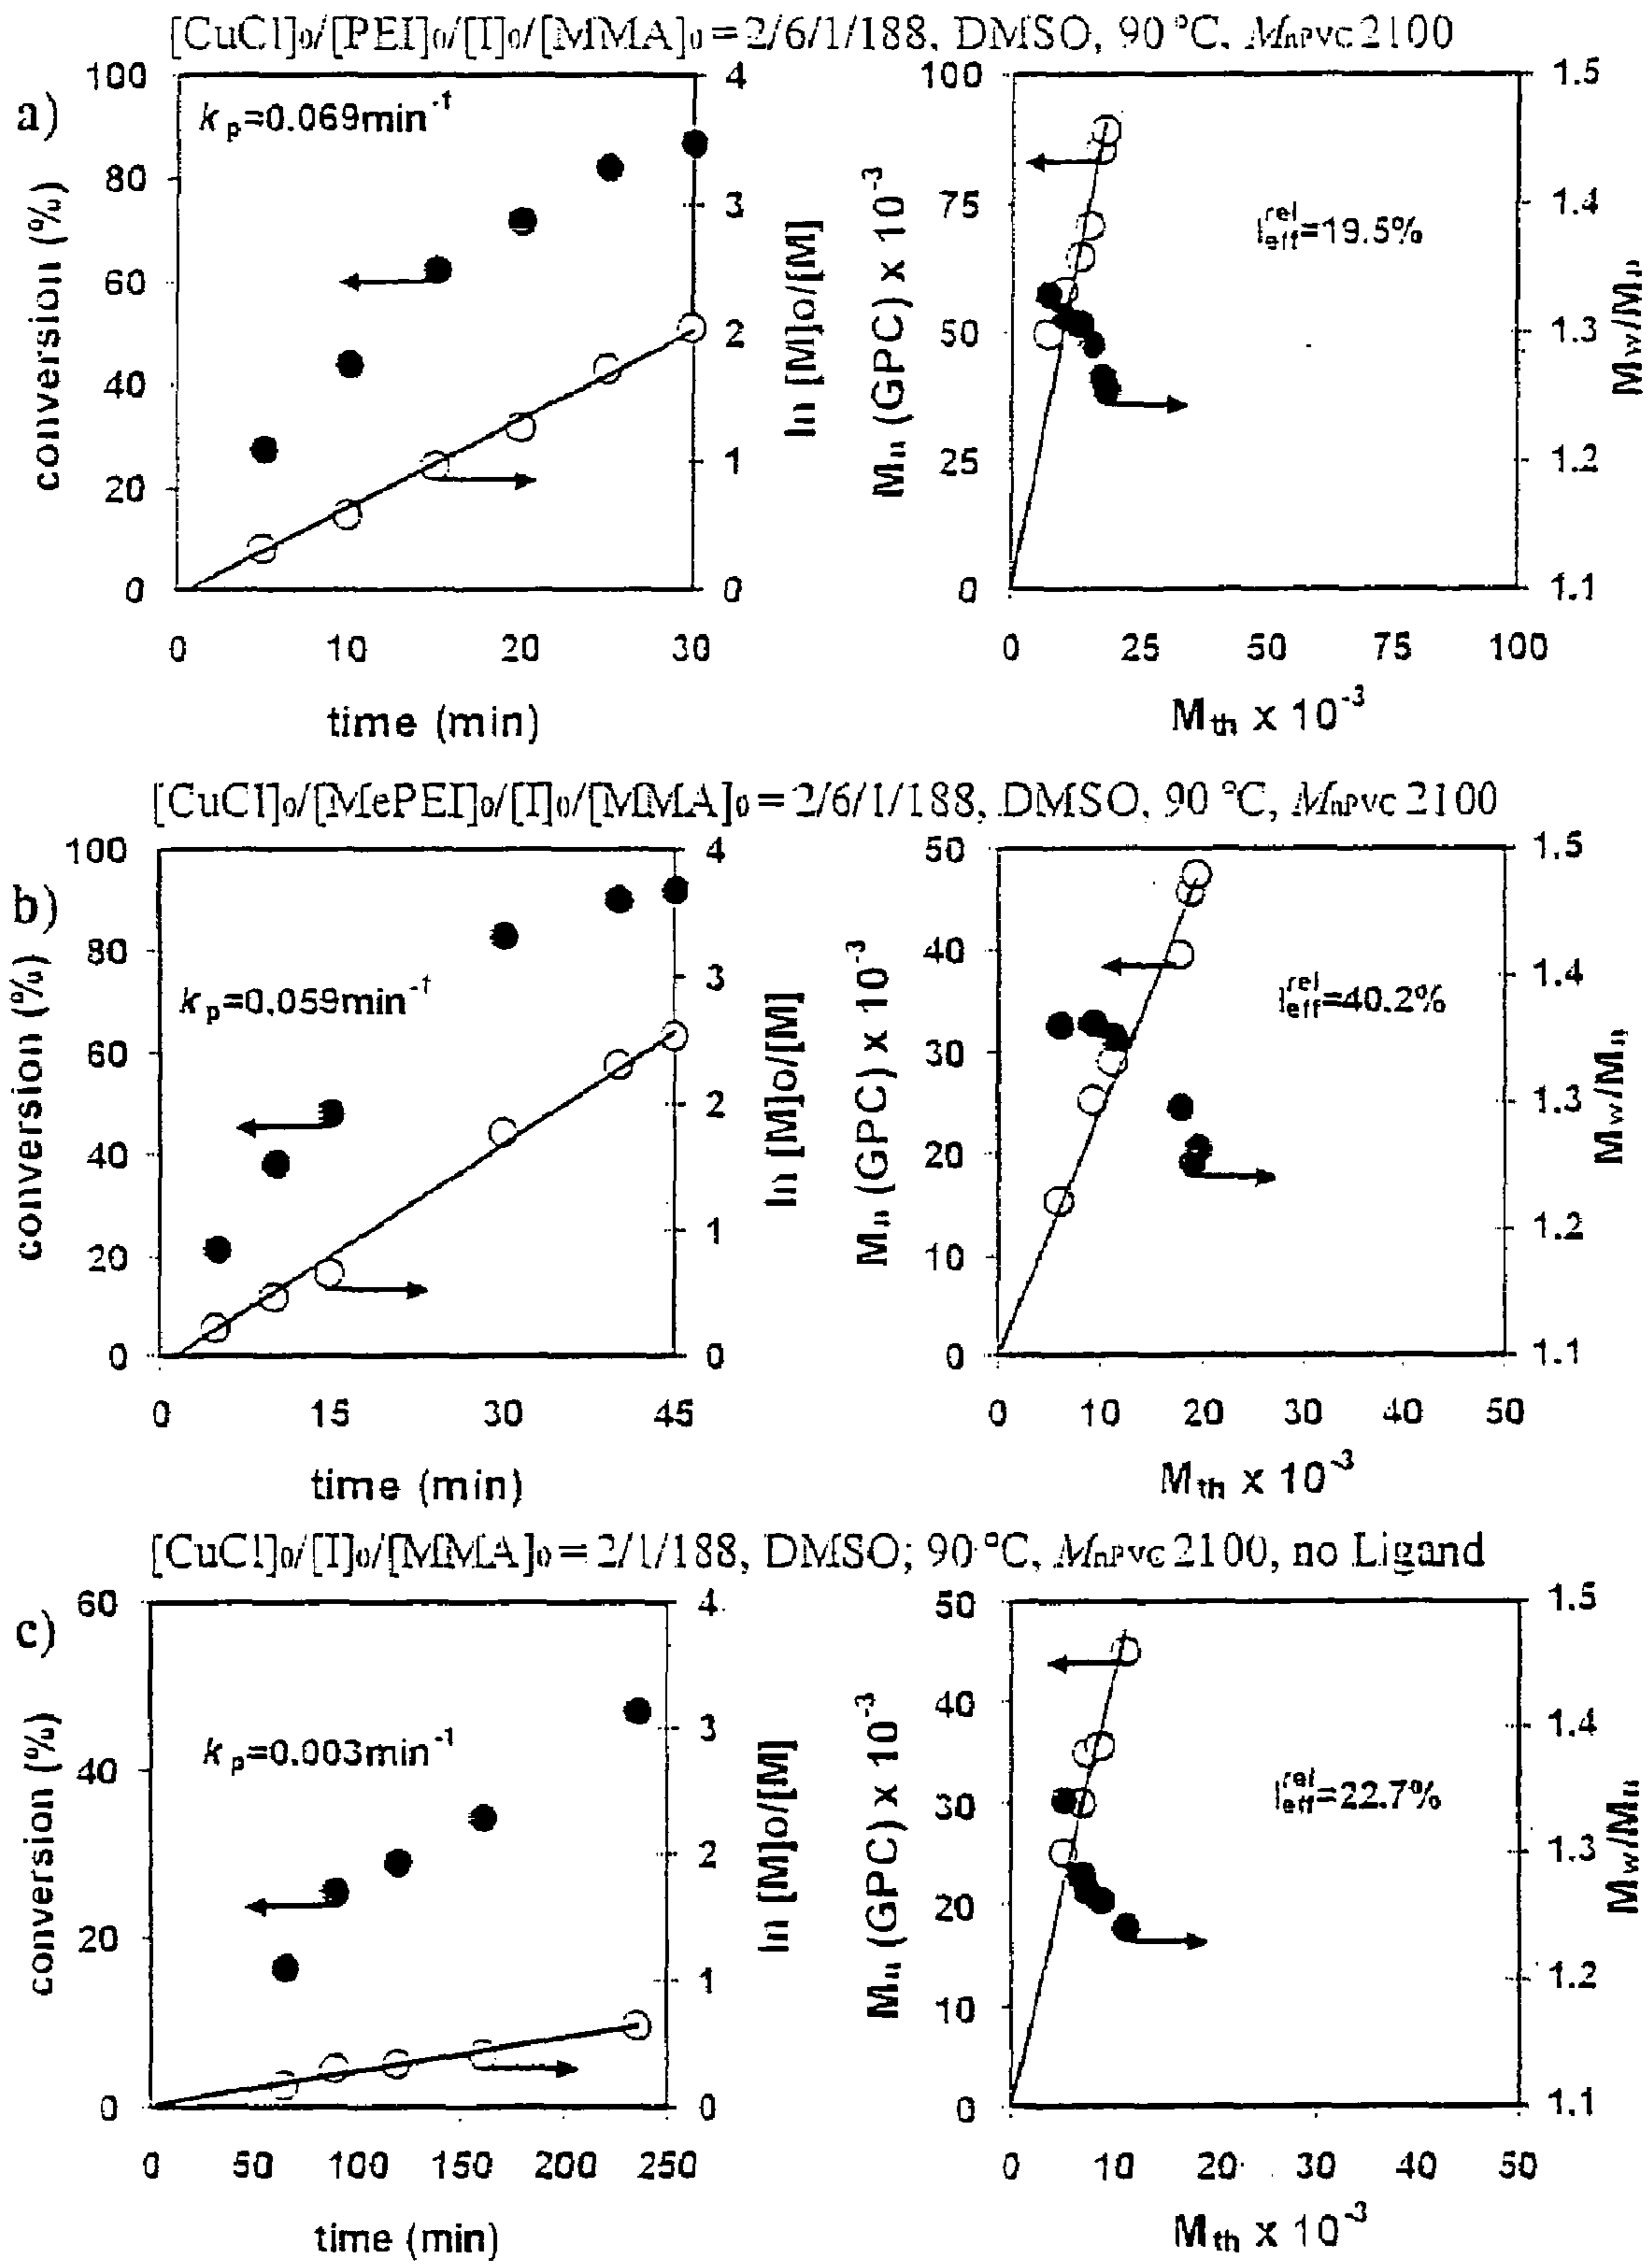 [CuCl]₀/[PEI]₀/[I]₀/[MMA]₀ = 2/6/1/188, DMSO, 90 °C, MnPVC 2100
a)
kp=0.069min⁻¹
conversion (%)
100
80
60
40
20
0
ln [M]o/[M]
4
3
2
1
0
0 10 20 30
time (min)
Mn (GPC) x 10⁻³
100
75
50
25
0
I rel eff=19.5%
Mw/Mn
1.5
1.4
1.3
1.2
1.1
0 25 50 75 100
Mth x 10⁻³
[CuCl]₀/[MePEI]₀/[I]₀/[MMA]₀ = 2/6/1/188, DMSO, 90 °C, MnPVC 2100
b)
kp=0.059min⁻¹
conversion (%)
100
80
60
40
20
0
ln [M]o/[M]
4
3
2
1
0
0 15 30 45
time (min)
Mn (GPC) x 10⁻³
50
40
30
20
10
0
I rel eff=40.2%
Mw/Mn
1.5
1.4
1.3
1.2
1.1
0 10 20 30 40 50
Mth x 10⁻³
[CuCl]₀/[I]₀/[MMA]₀ = 2/1/188, DMSO; 90 °C, MnPVC 2100, no Ligand
c)
kp=0.003min⁻¹
conversion (%)
60
40
20
0
ln [M]o/[M]
4
3
2
1
0
0 50 100 150 200 250
time (min)
Mn (GPC) x 10⁻³
50
40
30
20
10
0
I rel eff=22.7%
Mw/Mn
1.5
1.4
1.3
1.2
1.1
0 10 20 30 40 50
Mth x 10⁻³